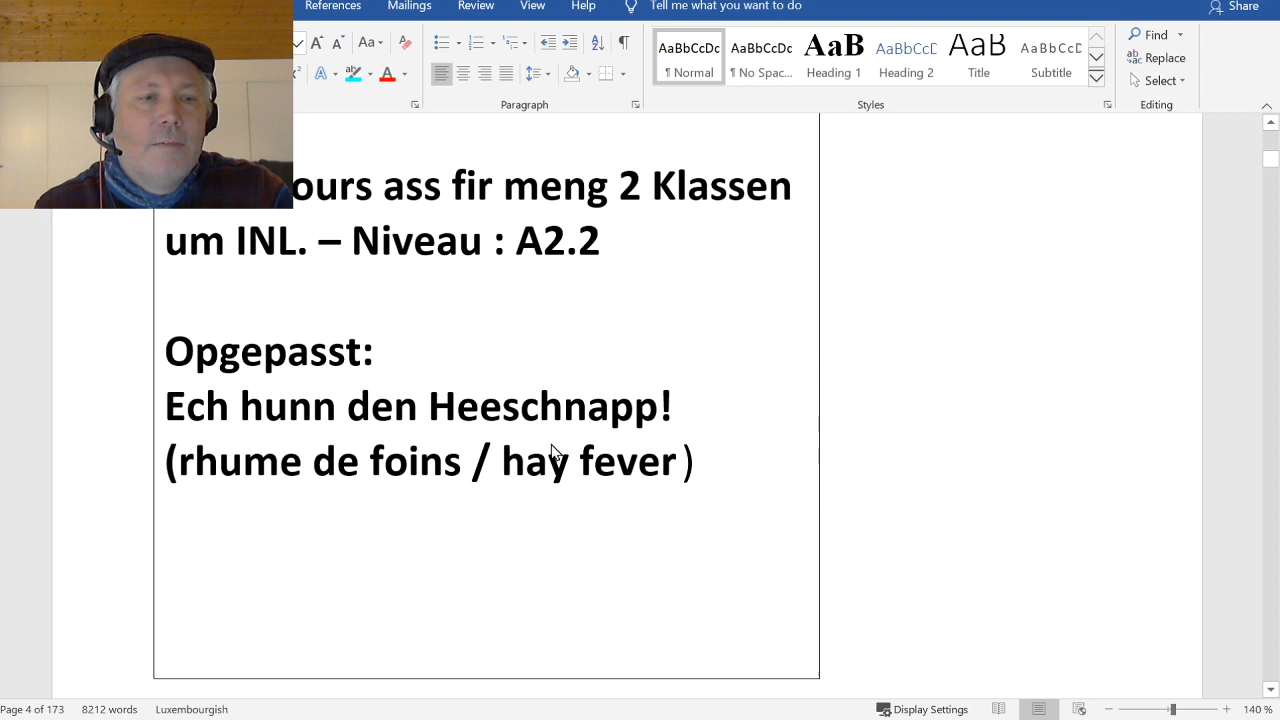 References Mailings Review View Help Tell me what you want to do Share
Aa
AaBbCcDc AaBbCcDc AaB AaBbCcD AaB AaBbCcD
¶ Normal ¶ No Spac... Heading 1 Heading 2 Title Subtitle
Find
Replace
Select
Paragraph Styles Editing
ours ass fir meng 2 Klassen
um INL. – Niveau : A2.2
Opgepasst:
Ech hunn den Heeschnapp!
(rhume de foins / hay fever)
Page 4 of 173 8212 words Luxembourgish Display Settings 140 %